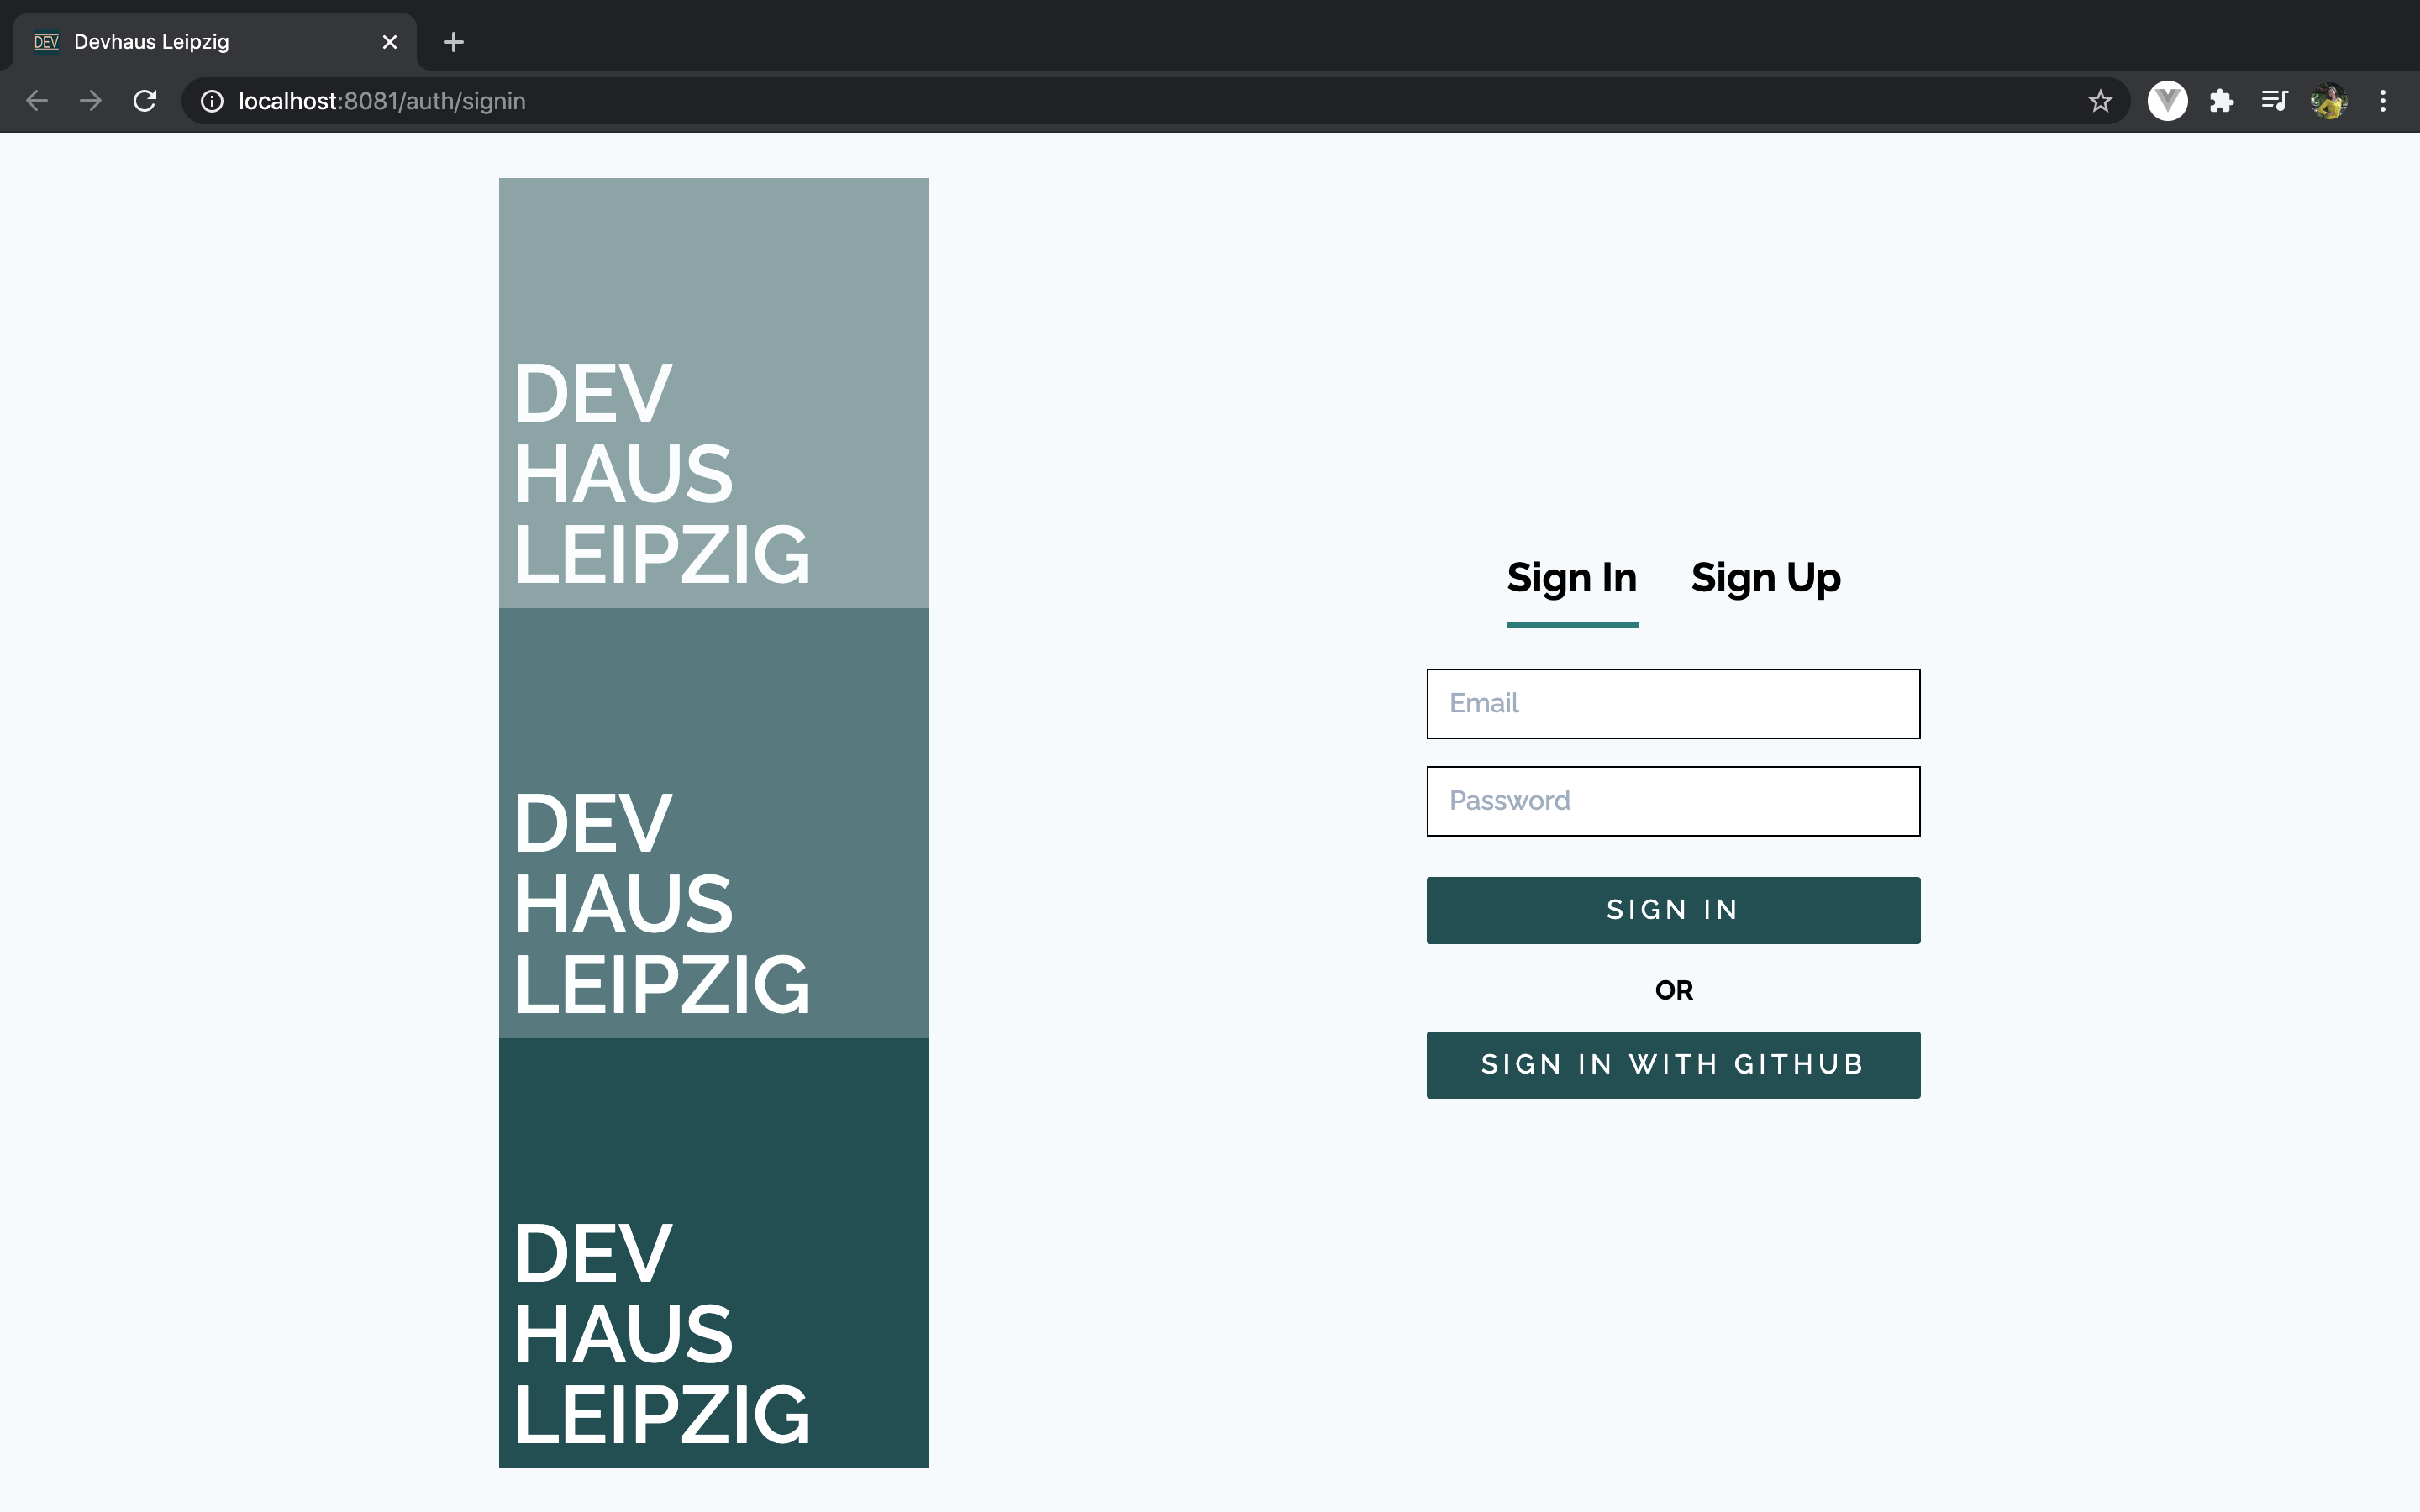 DEV
Devhaus Leipzig
localhost:8081/auth/signin
DEV
HAUS
LEIPZIG
DEV
HAUS
LEIPZIG
DEV
HAUS
LEIPZIG
Sign In Sign Up
Email
Password
SIGN IN
OR
SIGN IN WITH GITHUB